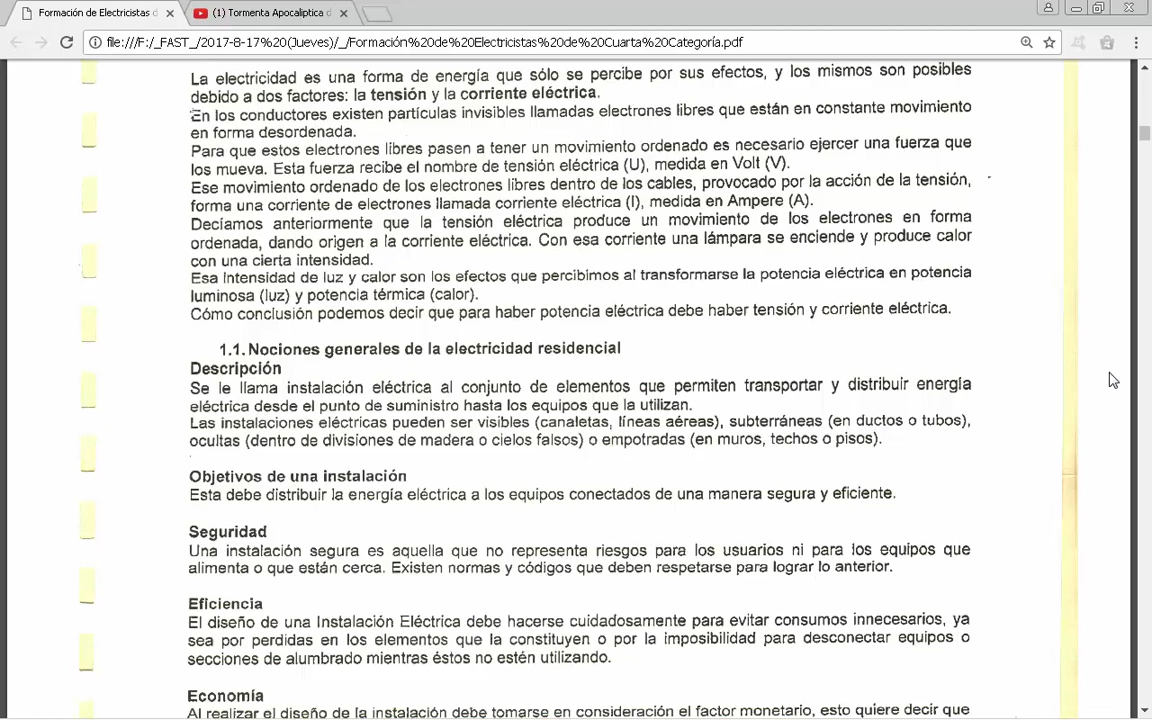 Formación de Electricistas d
(1) Tormenta Apocaliptica d
file:///F:/_FAST_/2017-8-17%20(Jueves)/_/Formación%20de%20Electricistas%20de%20Cuarta%20Categoría.pdf
La electricidad es una forma de energía que sólo se percibe por sus efectos, y los mismos son posibles
debido a dos factores: la tensión y la corriente eléctrica.
En los conductores existen partículas invisibles llamadas electrones libres que están en constante movimiento
en forma desordenada.
Para que estos electrones libres pasen a tener un movimiento ordenado es necesario ejercer una fuerza que
los mueva. Esta fuerza recibe el nombre de tensión eléctrica (U), medida en Volt (V).
Ese movimiento ordenado de los electrones libres dentro de los cables, provocado por la acción de la tensión,
forma una corriente de electrones llamada corriente eléctrica (I), medida en Ampere (A).
Decíamos anteriormente que la tensión eléctrica produce un movimiento de los electrones en forma
ordenada, dando origen a la corriente eléctrica. Con esa corriente una lámpara se enciende y produce calor
con una cierta intensidad.
Esa Intensidad de luz y calor son los efectos que percibimos al transformarse la potencia eléctrica en potencia
luminosa (luz) y potencia térmica (calor).
Cómo conclusión podemos decir que para haber potencia eléctrica debe haber tensión y corriente eléctrica.
1.1. Nociones generales de la electricidad residencial
Descripción
Se le llama instalación eléctrica al conjunto de elementos que permiten transportar y distribuir energía
eléctrica desde el punto de suministro hasta los equipos que la utilizan.
Las instalaciones eléctricas pueden ser visibles (canaletas, líneas aéreas), subterráneas (en ductos o tubos),
ocultas (dentro de divisiones de madera o cielos falsos) o empotradas (en muros, techos o pisos).
Objetivos de una instalación
Esta debe distribuir la energía eléctrica a los equipos conectados de una manera segura y eficiente.
Seguridad
Una instalación segura es aquella que no representa riesgos para los usuarios ni para los equipos que
alimenta o que están cerca. Existen normas y códigos que deben respetarse para lograr lo anterior.
Eficiencia
El diseño de una Instalación Eléctrica debe hacerse cuidadosamente para evitar consumos innecesarios, ya
sea por perdidas en los elementos que la constituyen o por la imposibilidad para desconectar equipos o
secciones de alumbrado mientras éstos no estén utilizando.
Economía
Al realizar el diseño de la instalación debe tomarse en consideración el factor monetario, esto quiere decir que